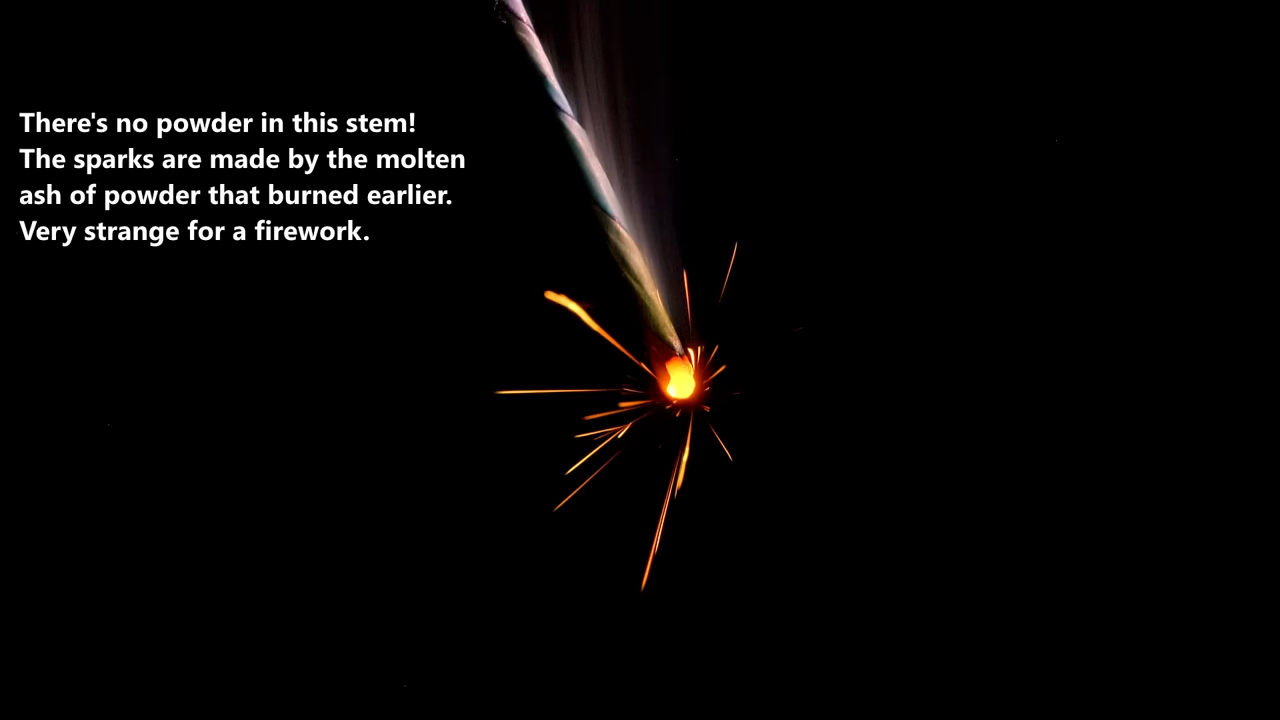 There's no powder in this stem!
The sparks are made by the molten
ash of powder that burned earlier.
Very strange for a firework.